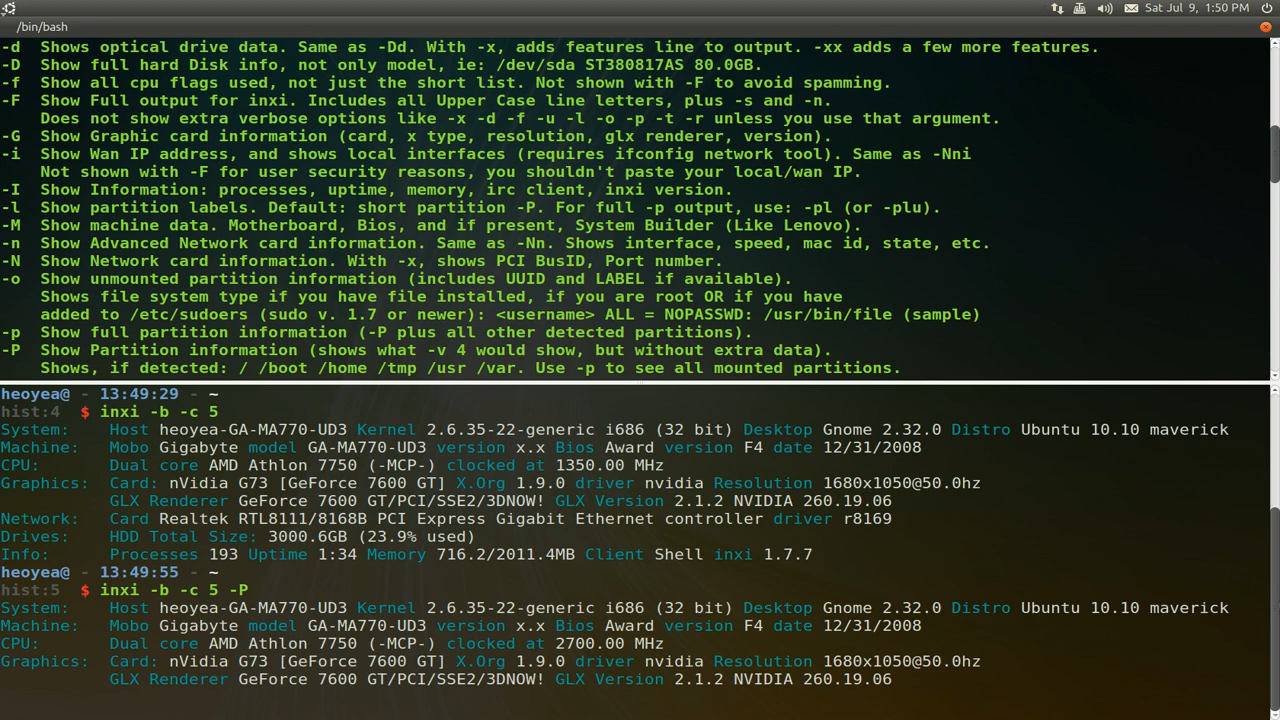 Sat Jul 9, 1:50 PM
/bin/bash
-d Shows optical drive data. Same as -Dd. With -x, adds features line to output. -xx adds a few more features.
-D Show full hard Disk info, not only model, ie: /dev/sda ST380817AS 80.0GB.
-f Show all cpu flags used, not just the short list. Not shown with -F to avoid spamming.
-F Show Full output for inxi. Includes all Upper Case line letters, plus -s and -n.
Does not show extra verbose options like -x -d -f -u -l -o -p -t -r unless you use that argument.
-G Show Graphic card information (card, x type, resolution, glx renderer, version).
-i Show Wan IP address, and shows local interfaces (requires ifconfig network tool). Same as -Nni
Not shown with -F for user security reasons, you shouldn't paste your local/wan IP.
-I Show Information: processes, uptime, memory, irc client, inxi version.
-l Show partition labels. Default: short partition -P. For full -p output, use: -pl (or -plu).
-M Show machine data. Motherboard, Bios, and if present, System Builder (Like Lenovo).
-n Show Advanced Network card information. Same as -Nn. Shows interface, speed, mac id, state, etc.
-N Show Network card information. With -x, shows PCI BusID, Port number.
-o Show unmounted partition information (includes UUID and LABEL if available).
Shows file system type if you have file installed, if you are root OR if you have
added to /etc/sudoers (sudo v. 1.7 or newer): <username> ALL = NOPASSWD: /usr/bin/file (sample)
-p Show full partition information (-P plus all other detected partitions).
-P Show Partition information (shows what -v 4 would show, but without extra data).
Shows, if detected: / /boot /home /tmp /usr /var. Use -p to see all mounted partitions.
heoyea@ - 13:49:29 - ~
hist:4 $ inxi -b -c 5
System: Host heoyea-GA-MA770-UD3 Kernel 2.6.35-22-generic i686 (32 bit) Desktop Gnome 2.32.0 Distro Ubuntu 10.10 maverick
Machine: Mobo Gigabyte model GA-MA770-UD3 version x.x Bios Award version F4 date 12/31/2008
CPU: Dual core AMD Athlon 7750 (-MCP-) clocked at 1350.00 MHz
Graphics: Card: nVidia G73 [GeForce 7600 GT] X.Org 1.9.0 driver nvidia Resolution 1680x1050@50.0hz
GLX Renderer GeForce 7600 GT/PCI/SSE2/3DNOW! GLX Version 2.1.2 NVIDIA 260.19.06
Network: Card Realtek RTL8111/8168B PCI Express Gigabit Ethernet controller driver r8169
Drives: HDD Total Size: 3000.6GB (23.9% used)
Info: Processes 193 Uptime 1:34 Memory 716.2/2011.4MB Client Shell inxi 1.7.7
heoyea@ - 13:49:55 - ~
hist:5 $ inxi -b -c 5 -P
System: Host heoyea-GA-MA770-UD3 Kernel 2.6.35-22-generic i686 (32 bit) Desktop Gnome 2.32.0 Distro Ubuntu 10.10 maverick
Machine: Mobo Gigabyte model GA-MA770-UD3 version x.x Bios Award version F4 date 12/31/2008
CPU: Dual core AMD Athlon 7750 (-MCP-) clocked at 2700.00 MHz
Graphics: Card: nVidia G73 [GeForce 7600 GT] X.Org 1.9.0 driver nvidia Resolution 1680x1050@50.0hz
GLX Renderer GeForce 7600 GT/PCI/SSE2/3DNOW! GLX Version 2.1.2 NVIDIA 260.19.06